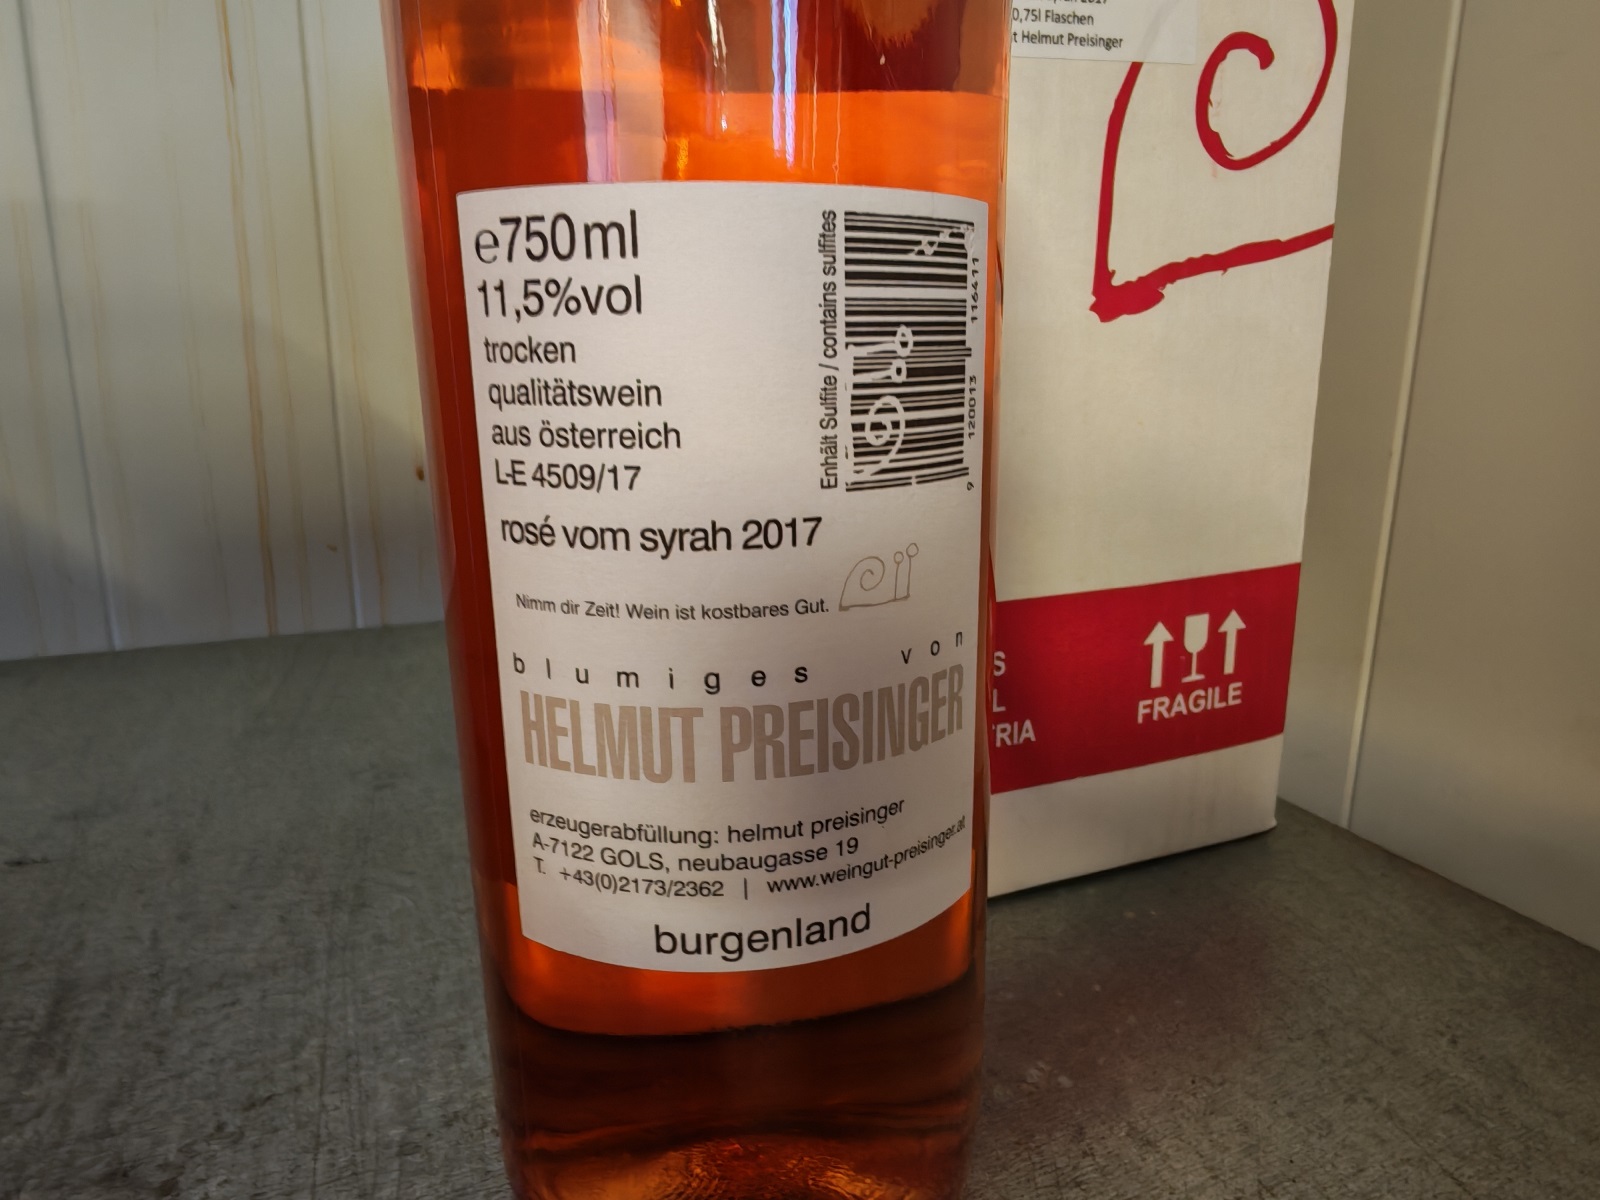 e750ml
11,5%vol
trocken
qualitätswein
aus österreich
L-E 4509/17
Enhält Sulfite / contains sulfites
9 120013 116411
rosé vom syrah 2017
Nimm dir Zeit! Wein ist kostbares Gut.
blumiges von
HELMUT PREISINGER
erzeugerabfüllung: helmut preisinger
A-7122 GOLS, neubaugasse 19
T. +43(0)2173/2362 | www.weingut-preisinger.at
burgenland
0,75l Flaschen
t Helmut Preisinger
S
L
RIA
FRAGILE